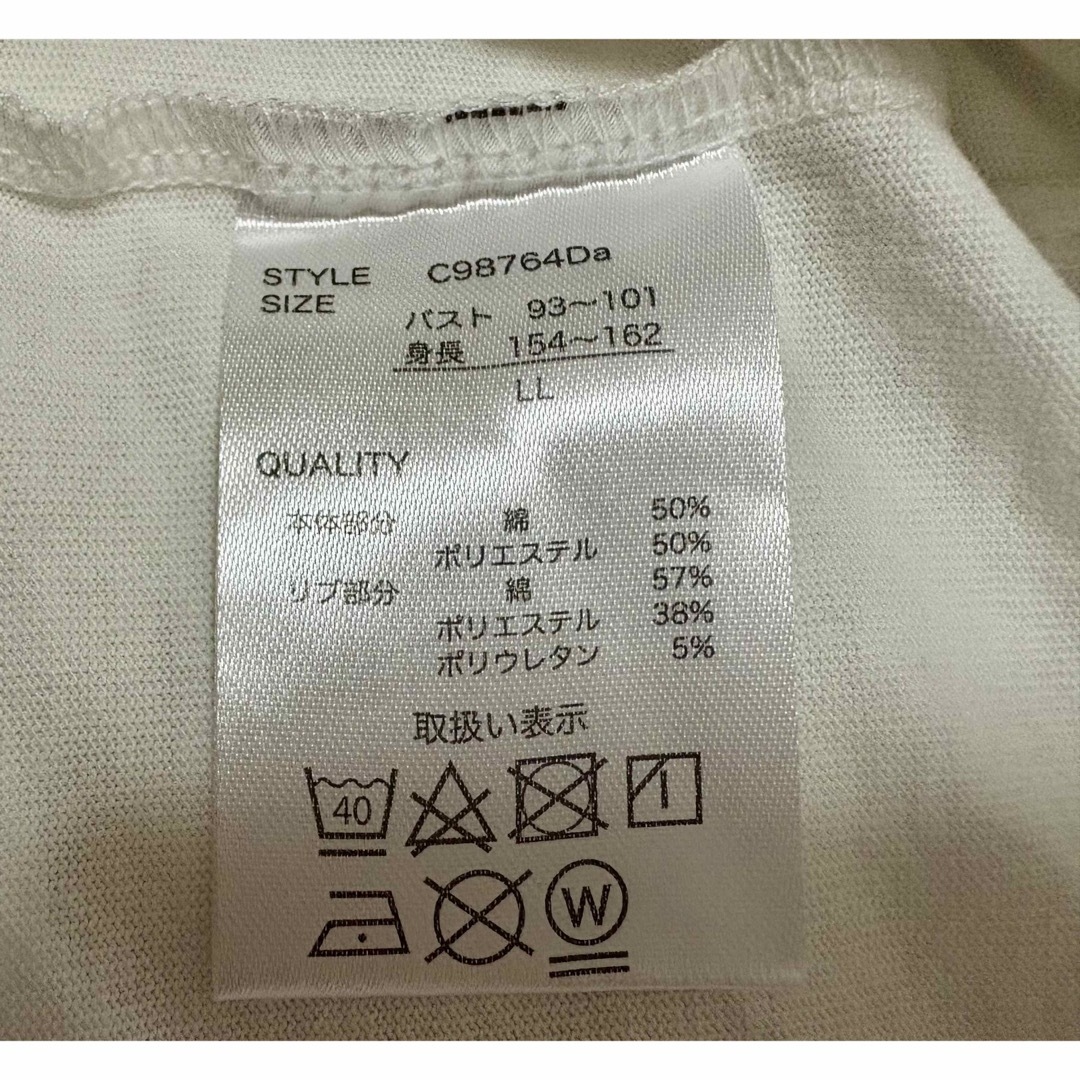 STYLE C98764Da
SIZE バスト 93〜101
身長 154〜162
LL
QUALITY
本体部分 綿 50%
ポリエステル 50%
リブ部分 綿 57%
ポリエステル 38%
ポリウレタン 5%
取扱い表示
40
W